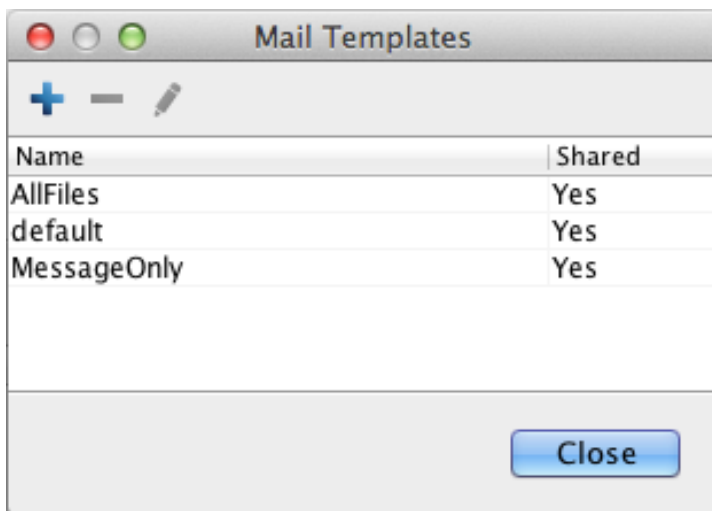 Mail Templates
Name Shared
AllFiles Yes
default Yes
MessageOnly Yes
Close